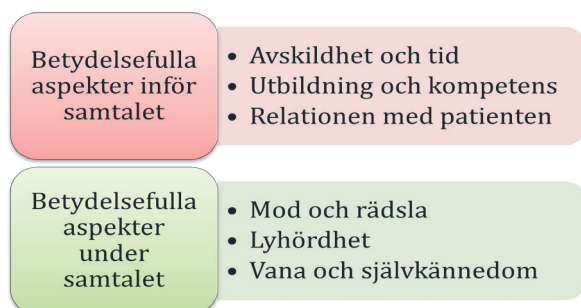 Betydelsefulla
aspekter inför
samtalet
• Avskildhet och tid
• Utbildning och kompetens
• Relationen med patienten
Betydelsefulla
aspekter
under
samtalet
• Mod och rädsla
• Lyhördhet
• Vana och självkännedom